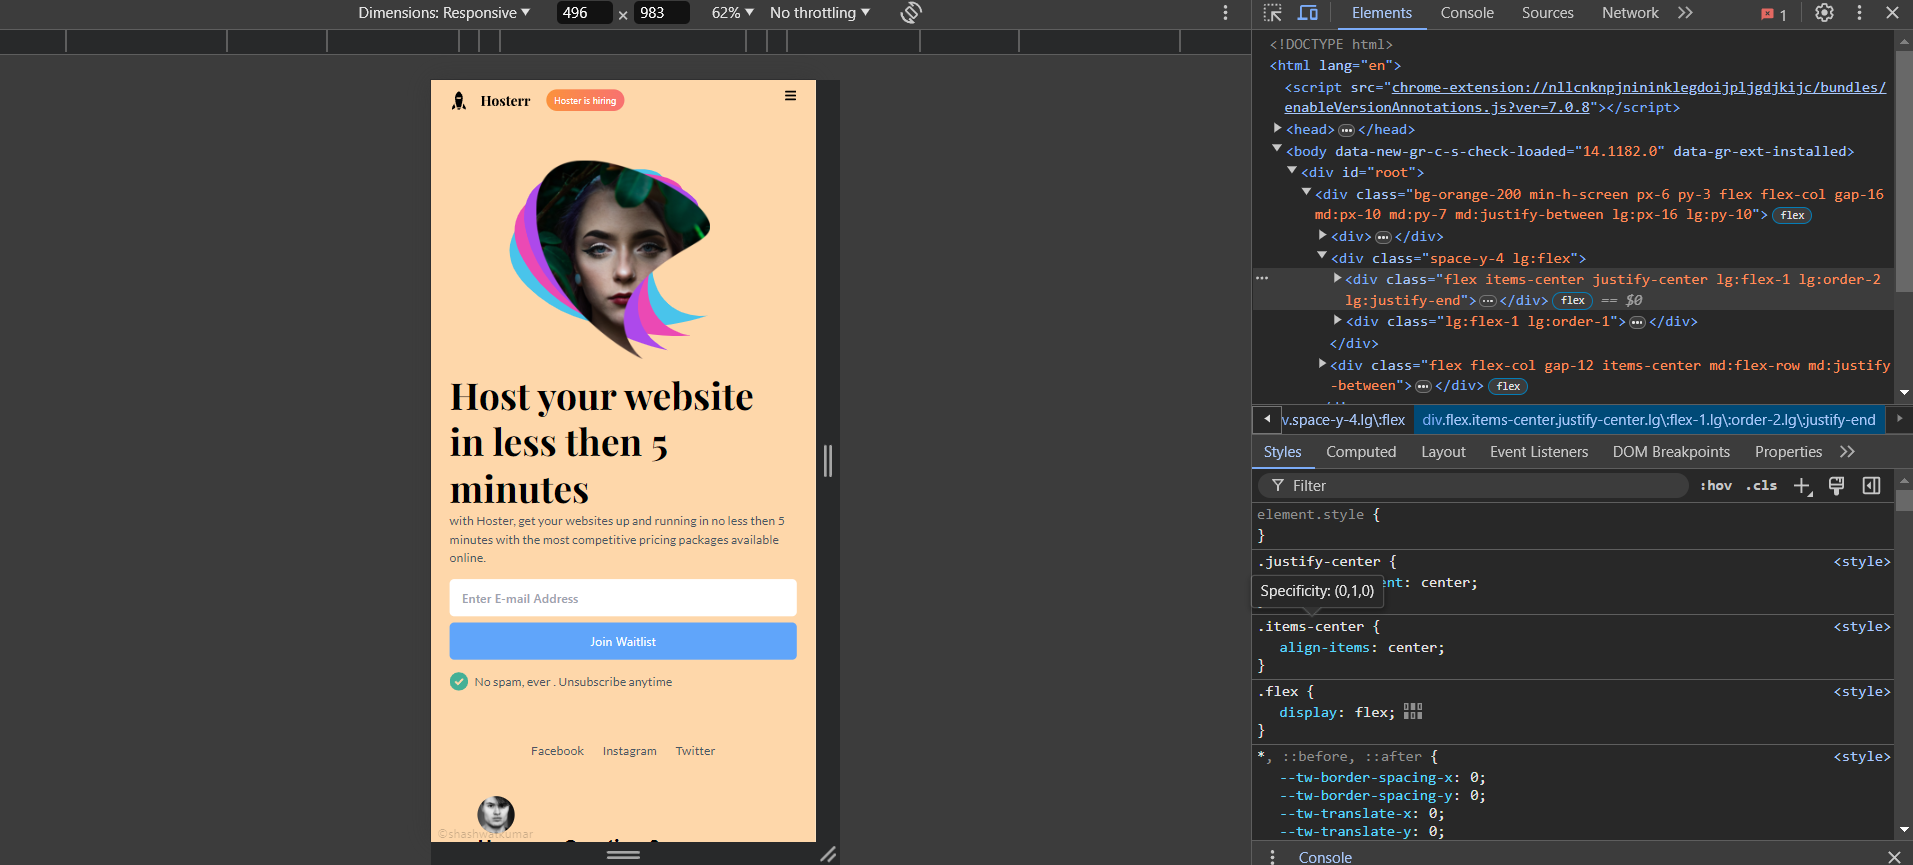 Dimensions: Responsive
496 × 983
62%
No throttling
Elements
Console
Sources
Network
1
Hosterr
Hoster is hiring
Host your website
in less then 5
minutes
with Hoster, get your websites up and running in no less then 5
minutes with the most competitive pricing packages available
online.
Enter E-mail Address
Join Waitlist
No spam, ever . Unsubscribe anytime
Facebook Instagram Twitter
©shashwatkumar
<!DOCTYPE html>
<html lang="en">
<script src="chrome-extension://nllcnknpjnininklegdoijpljgdjkijc/bundles/
enableVersionAnnotations.js?ver=7.0.8"></script>
<head> ••• </head>
<body data-new-gr-c-s-check-loaded="14.1182.0" data-gr-ext-installed>
<div id="root">
<div class="bg-orange-200 min-h-screen px-6 py-3 flex flex-col gap-16
md:px-10 md:py-7 md:justify-between lg:px-16 lg:py-10"> flex
<div> ••• </div>
<div class="space-y-4 lg:flex">
••• <div class="flex items-center justify-center lg:flex-1 lg:order-2
lg:justify-end"> ••• </div> flex == $0
<div class="lg:flex-1 lg:order-1"> ••• </div>
</div>
<div class="flex flex-col gap-12 items-center md:flex-row md:justify
-between"> ••• </div> flex
v.space-y-4.lg\:flex
div.flex.items-center.justify-center.lg\:flex-1.lg\:order-2.lg\:justify-end
Styles
Computed
Layout
Event Listeners
DOM Breakpoints
Properties
Filter
:hov .cls
element.style {
}
.justify-center { <style>
ent: center;
Specificity: (0,1,0)
.items-center { <style>
align-items: center;
}
.flex { <style>
display: flex;
}
*, ::before, ::after { <style>
--tw-border-spacing-x: 0;
--tw-border-spacing-y: 0;
--tw-translate-x: 0;
--tw-translate-y: 0;
Console